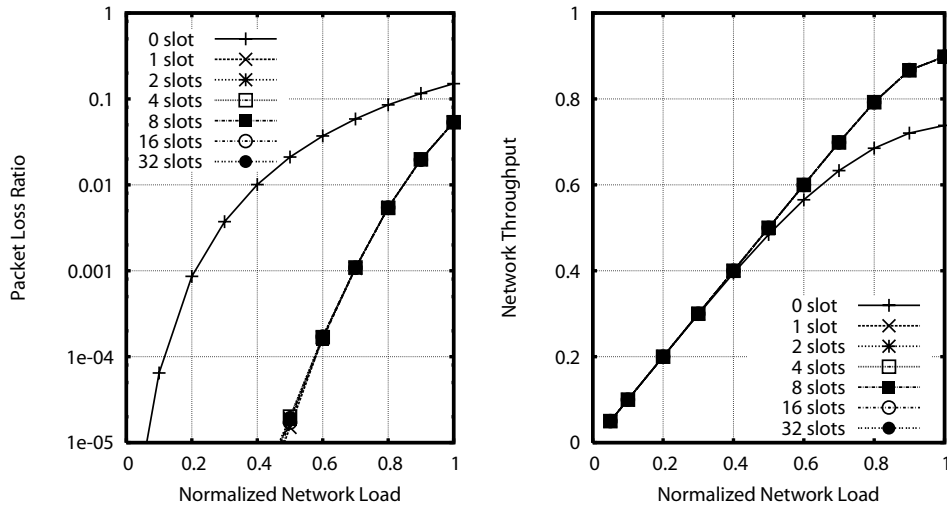 1
0.1
0.01
0.001
1e-04
1e-05
0
0.2
0.4
0.6
0.8
1
Packet Loss Ratio
Normalized Network Load
0 slot
1 slot
2 slots
4 slots
8 slots
16 slots
32 slots
1
0.8
0.6
0.4
0.2
0
0
0.2
0.4
0.6
0.8
1
Network Throughput
Normalized Network Load
0 slot
1 slot
2 slots
4 slots
8 slots
16 slots
32 slots